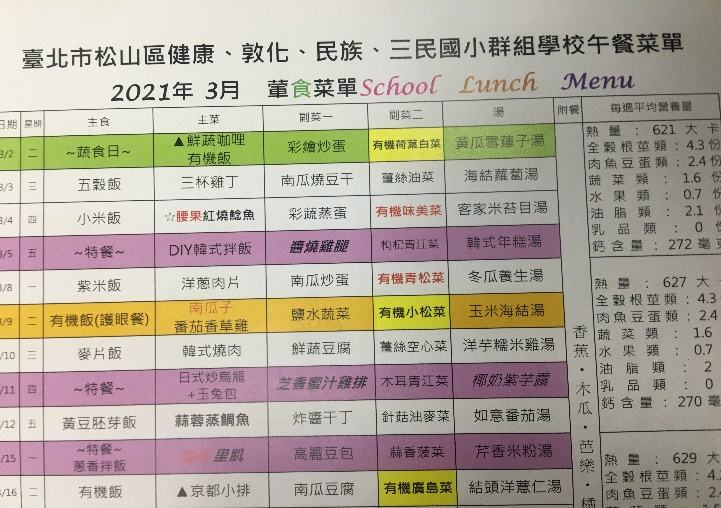 臺北市松山區健康、敦化、民族、三民國小群組學校午餐菜單
2021年 3月 葷食菜單School Lunch Menu
日期 星期 主食 主菜 副菜一 副菜二 湯 附餐 每週平均營養量
3/2 二 ~蔬食日~ ▲鮮蔬咖哩 有機飯 彩繪炒蛋 有機荷葉白菜 黃瓜雪蓮子湯
/3 三 五穀飯 三杯雞丁 南瓜燒豆干 薑絲油菜 海結蘿蔔湯
3/4 四 小米飯 ☆腰果紅燒鯰魚 彩蔬蒸蛋 有機味美菜 客家米苔目湯
3/5 五 ~特餐~ DIY韓式拌飯 醬燒雞腿 枸杞青江菜 韓式年糕湯
3/8 一 紫米飯 洋蔥肉片 南瓜炒蛋 有機青松菜 冬瓜養生湯
3/9 二 有機飯(護眼餐) 南瓜子 番茄香草雞 鹽水蔬菜 有機小松菜 玉米海結湯
/10 三 麥片飯 韓式燒肉 鮮蔬豆腐 薑絲空心菜 洋芋糯米雞湯
/11 四 ~特餐~ 日式炒烏龍 +玉兔包 芝香蜜汁雞排 木耳青江菜 椰奶紫芋露
/12 五 黃豆胚芽飯 蒜蓉蒸鯛魚 炸醬干丁 針菇油麥菜 如意番茄湯
/15 一 ~特餐~ 蔥香拌飯 里肌 高麗豆包 蒜香菠菜 芹香米粉湯
/16 二 有機飯 ▲京都小排 南瓜豆腐 有機廣島菜 結頭洋薏仁湯
香蕉・木瓜・芭樂・橘
熱量：621 大卡
全穀根莖類：4.3 份
肉魚豆蛋類：2.4 份
蔬菜類：1.6 份
水果類：0.7 份
油脂類：2.1 份
乳品類：0 份
鈣含量：272 毫
熱量：627 大
全穀根莖類：4.3
肉魚豆蛋類：2.4
蔬菜類：1.6
水果類：0.7
油脂類：2
乳品類：0
鈣含量：270 毫
熱量：629 大
全穀根莖類：4.
肉魚豆蛋類：2.
蔬菜類：1.